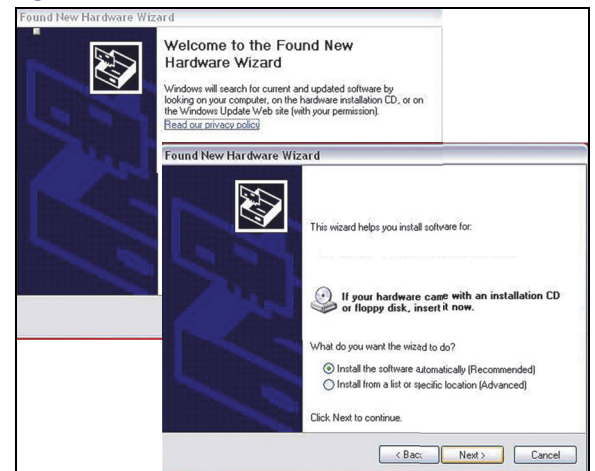 Found New Hardware Wizard
Welcome to the Found New
Hardware Wizard
Windows will search for current and updated software by
looking on your computer, on the hardware installation CD, or on
the Windows Update Web site (with your permission).
Read our privacy policy
Found New Hardware Wizard
This wizard helps you install software for:
If your hardware came with an installation CD
or floppy disk, insert it now.
What do you want the wizard to do?
Install the software automatically (Recommended)
Install from a list or specific location (Advanced)
Click Next to continue.
< Back
Next >
Cancel